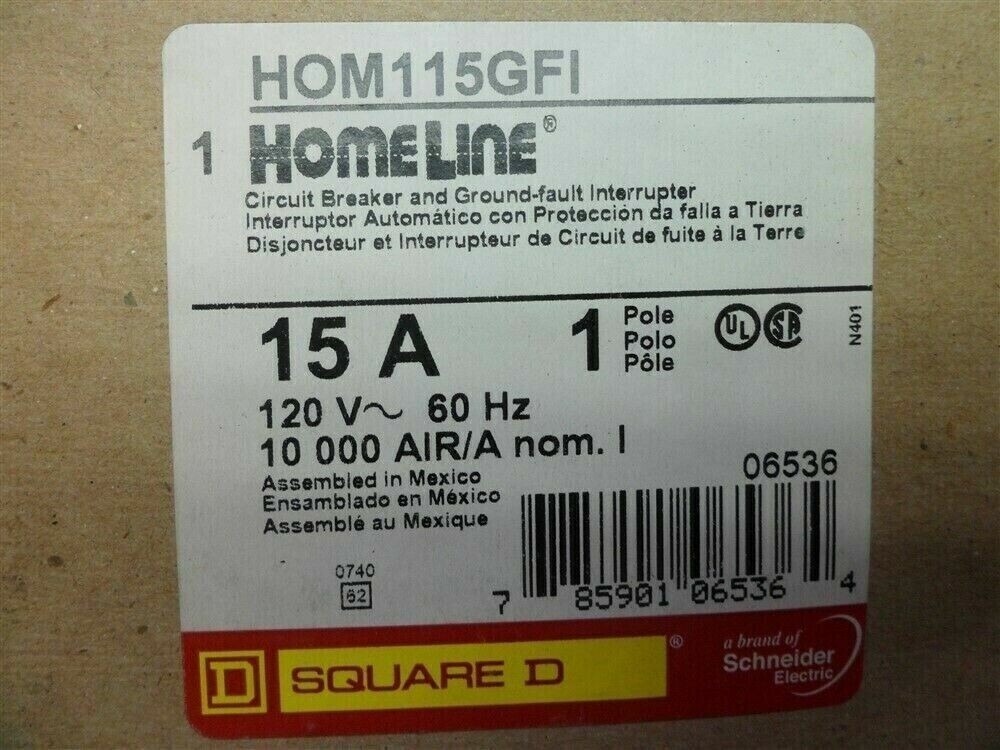 HOM115GFI
1 HOMELINE®
Circuit Breaker and Ground-fault Interrupter
Interruptor Automático con Protección da falla a Tierra
Disjoncteur et Interrupteur de Circuit de fuite à la Terre
15 A 1 Pole
Polo
Pôle
UL SA
N401
120 V~ 60 Hz
10 000 AIR/A nom. I
Assembled in Mexico
Ensamblado en México
Assemblé au Mexique
06536
0740
62
7 85901 06536 4
D SQUARE D ®
a brand of
Schneider
Electric